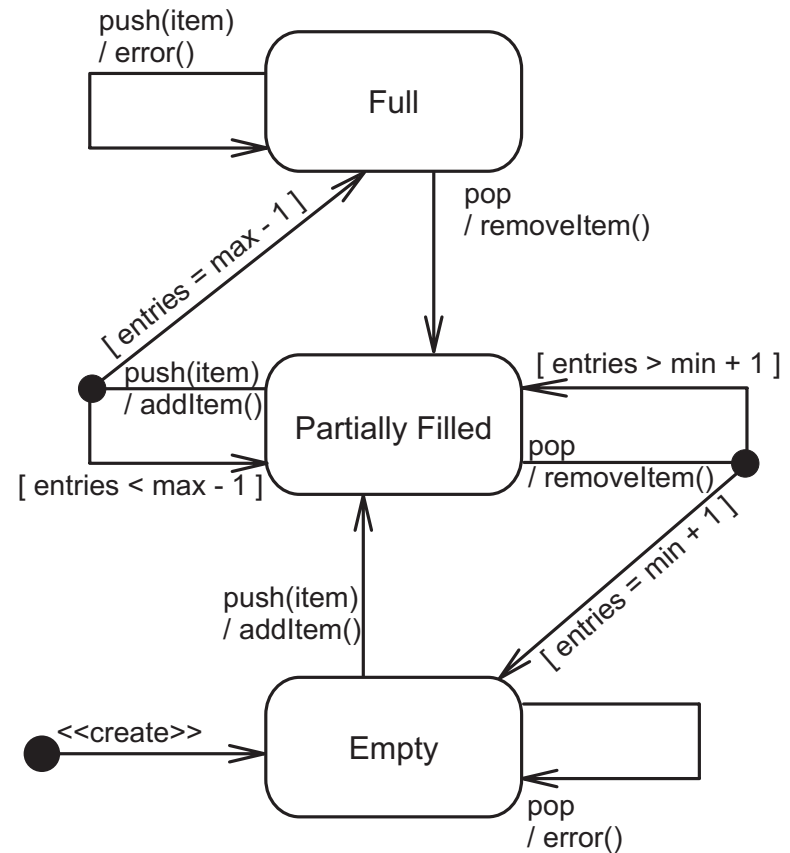 push(item)
/ error()
Full
pop
/ removeItem()
[ entries = max - 1 ]
push(item)
/ addItem()
[ entries < max - 1 ]
Partially Filled
[ entries > min + 1 ]
pop
/ removeItem()
[ entries = min + 1 ]
push(item)
/ addItem()
<<create>>
Empty
pop
/ error()